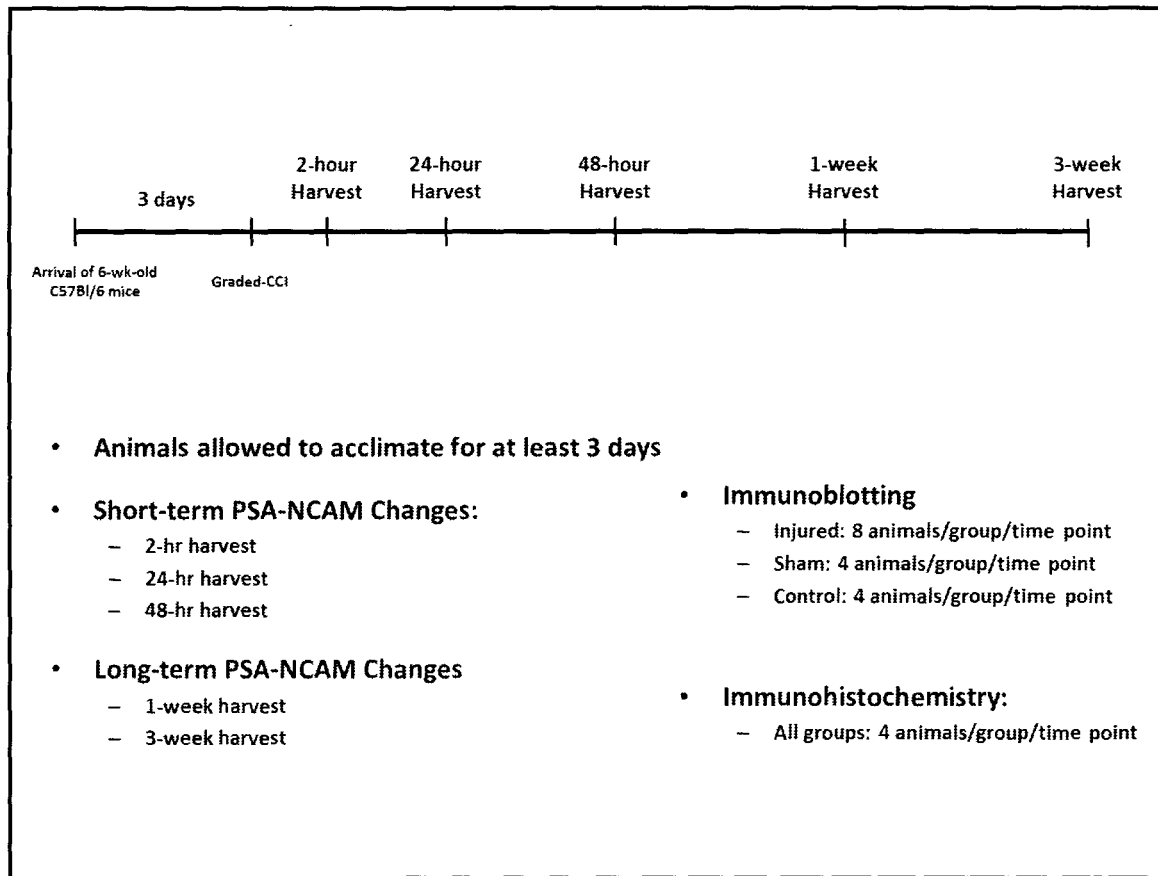 2-hour
Harvest
24-hour
Harvest
48-hour
Harvest
1-week
Harvest
3-week
Harvest
3 days
Arrival of 6-wk-old
C57Bl/6 mice
Graded-CCI
• Animals allowed to acclimate for at least 3 days
• Short-term PSA-NCAM Changes:
– 2-hr harvest
– 24-hr harvest
– 48-hr harvest
• Long-term PSA-NCAM Changes
– 1-week harvest
– 3-week harvest
• Immunoblotting
– Injured: 8 animals/group/time point
– Sham: 4 animals/group/time point
– Control: 4 animals/group/time point
• Immunohistochemistry:
– All groups: 4 animals/group/time point